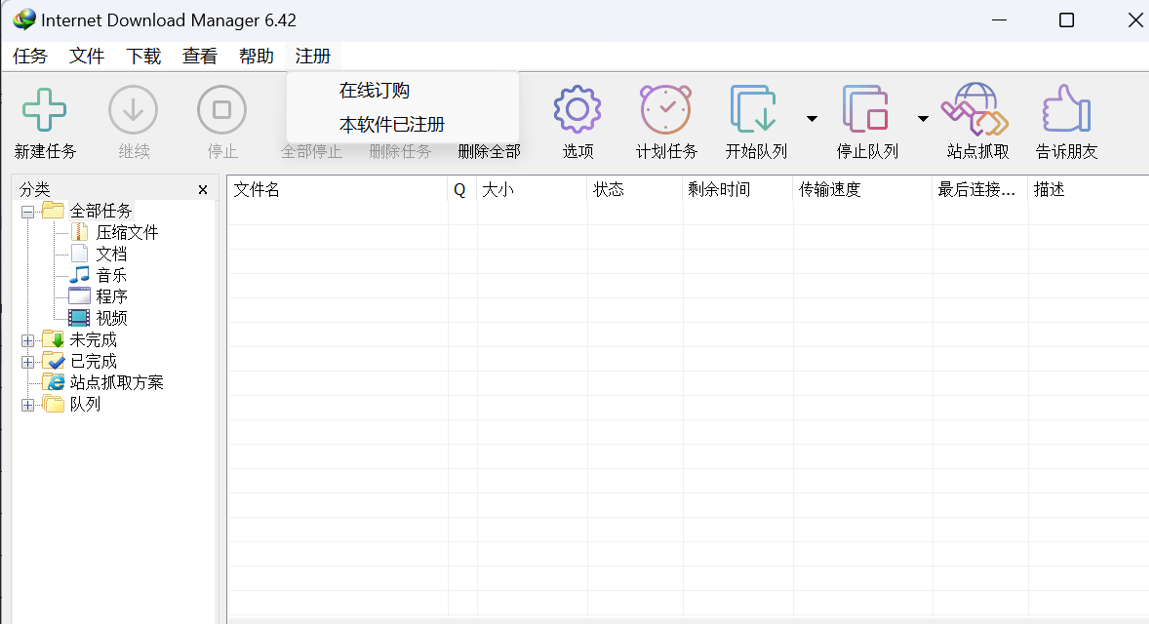 Internet Download Manager 6.42
任务 文件 下载 查看 帮助 注册
在线订购
本软件已注册
新建任务 继续 停止 全部停止 删除任务 删除全部 选项 计划任务 开始队列 停止队列 站点抓取 告诉朋友
分类 x
文件名 Q 大小 状态 剩余时间 传输速度 最后连接... 描述
全部任务
压缩文件
文档
音乐
程序
视频
未完成
已完成
站点抓取方案
队列